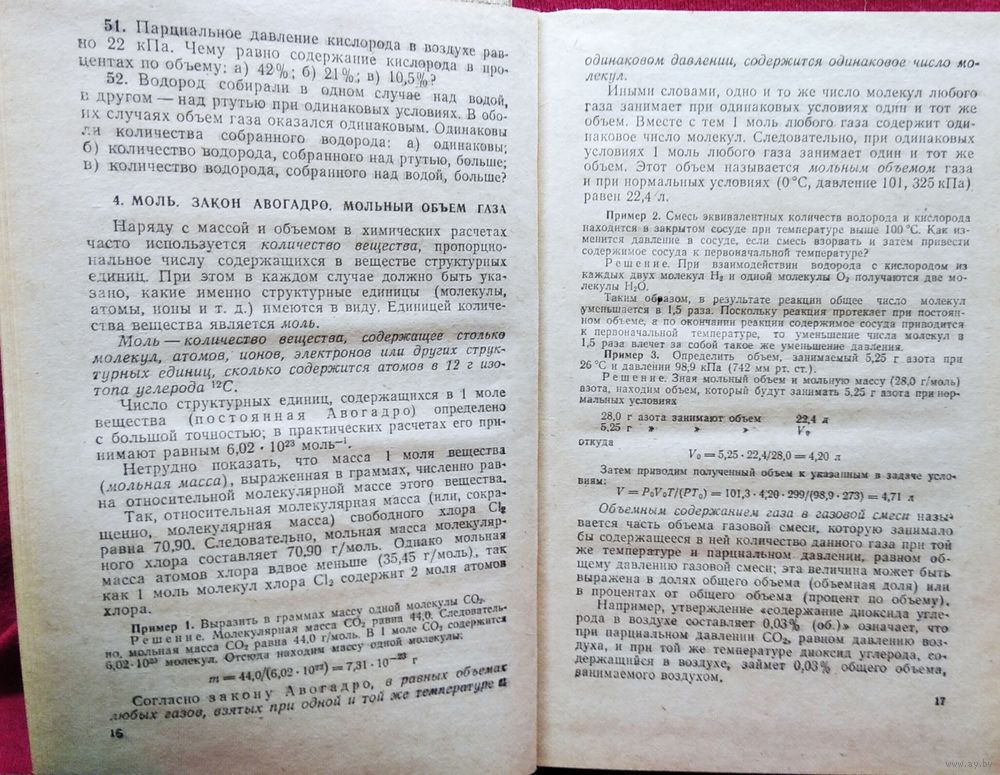 51. Парциальное давление кислорода в воздухе рав-
но 22 кПа. Чему равно содержание кислорода в про-
центах по объему: а) 42%; б) 21%; в) 10,5%?
52. Водород собирали в одном случае над водой,
в другом — над ртутью при одинаковых условиях. В обо-
их случаях объем газа оказался одинаковым. Одинаковы
ли количества собранного водорода: а) одинаковы;
б) количество водорода, собранного над ртутью, больше;
в) количество водорода, собранного над водой, больше?
4. МОЛЬ. ЗАКОН АВОГАДРО. МОЛЬНЫЙ ОБЪЕМ ГАЗА
Наряду с массой и объемом в химических расчетах
часто используется количество вещества, пропорцио-
нальное числу содержащихся в веществе структурных
единиц. При этом в каждом случае должно быть ука-
зано, какие именно структурные единицы (молекулы,
атомы, ионы и т. д.) имеются в виду. Единицей количе-
ства вещества является моль.
Моль — количество вещества, содержащее столько
молекул, атомов, ионов, электронов или других струк-
турных единиц, сколько содержится атомов в 12 г изо-
топа углерода ¹²C.
Число структурных единиц, содержащихся в 1 моле
вещества (постоянная Авогадро) определено
с большой точностью; в практических расчетах его при-
нимают равным 6,02 · 10²³ моль⁻¹.
Нетрудно показать, что масса 1 моля вещества
(мольная масса), выраженная в граммах, численно рав-
на относительной молекулярной массе этого вещества.
Так, относительная молекулярная масса (или, сокра-
щенно, молекулярная масса) свободного хлора Cl₂
равна 70,90. Следовательно, мольная масса молекуляр-
ного хлора составляет 70,90 г/моль. Однако мольная
масса атомов хлора вдвое меньше (35,45 г/моль), так
как 1 моль молекул хлора Cl₂ содержит 2 моля атомов
хлора.
Пример 1. Выразить в граммах массу одной молекулы CO₂.
Решение. Молекулярная масса CO₂ равна 44,0. Следователь-
но, мольная масса CO₂ равна 44,0 г/моль. В 1 моле CO₂ содержится
6,02·10²³ молекул. Отсюда находим массу одной молекулы:
m = 44,0/(6,02 · 10²³) = 7,31 · 10⁻²³ г
Согласно закону Авогадро, в равных объемах
любых газов, взятых при одной и той же температуре и
16
одинаковом давлении, содержится одинаковое число мо-
лекул.
Иными словами, одно и то же число молекул любого
газа занимает при одинаковых условиях один и тот же
объем. Вместе с тем 1 моль любого газа содержит оди-
наковое число молекул. Следовательно, при одинаковых
условиях 1 моль любого газа занимает один и тот же
объем. Этот объем называется мольным объемом газа
и при нормальных условиях (0 °С, давление 101, 325 кПа)
равен 22,4 л.
Пример 2. Смесь эквивалентных количеств водорода и кислорода
находится в закрытом сосуде при температуре выше 100 °С. Как из-
менится давление в сосуде, если смесь взорвать и затем привести
содержимое сосуда к первоначальной температуре?
Решение. При взаимодействии водорода с кислородом из
каждых двух молекул H₂ и одной молекулы O₂ получаются две мо-
лекулы H₂O.
Таким образом, в результате реакции общее число молекул
уменьшается в 1,5 раза. Поскольку реакция протекает при постоян-
ном объеме, а по окончании реакции содержимое сосуда приводится
к первоначальной температуре, то уменьшение числа молекул в
1,5 раза влечет за собой такое же уменьшение давления.
Пример 3. Определить объем, занимаемый 5,25 г азота при
26 °С и давлении 98,9 кПа (742 мм рт. ст.).
Решение. Зная мольный объем и мольную массу (28,0 г/моль)
азота, находим объем, который будут занимать 5,25 г азота при нор-
мальных условиях
28,0 г азота занимают объем 22,4 л
5,25 г » » » V₀
откуда
V₀ = 5,25 · 22,4/28,0 = 4,20 л
Затем приводим полученный объем к указанным в задаче усло-
виям:
V = P₀V₀T/(PT₀) = 101,3 · 4,20 · 299/(98,9 · 273) = 4,71 л
Объемным содержанием газа в газовой смеси назы-
вается часть объема газовой смеси, которую занимало
бы содержащееся в ней количество данного газа при той
же температуре и парциальном давлении, равном об-
щему давлению газовой смеси; эта величина может быть
выражена в долях общего объема (объемная доля) или
в процентах от общего объема (процент по объему).
Например, утверждение «содержание диоксида угле-
рода в воздухе составляет 0,03% (об.)» означает, что
при парциальном давлении CO₂, равном давлению воз-
духа, и при той же температуре диоксид углерода, со-
держащийся в воздухе, займет 0,03% общего объема,
занимаемого воздухом.
17
www.ay.by